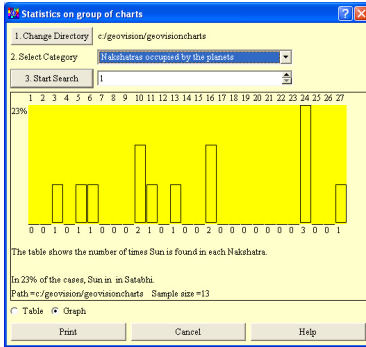 Statistics on group of charts
1. Change Directory c:/geovision/geovisioncharts
2. Select Category Nakshatras occupied by the planets
3. Start Search 1
1 2 3 4 5 6 7 8 9 10 11 12 13 14 15 16 17 18 19 20 21 22 23 24 25 26 27
23%
0 0 1 0 1 1 0 0 0 2 1 0 1 0 0 2 0 0 0 0 0 0 0 3 0 0 1
The table shows the number of times Sun is found in each Nakshatra.
In 23% of the cases, Sun in in Satabhi.
Path =c:/geovision/geovisioncharts Sample size =13
Table Graph
Print Cancel Help